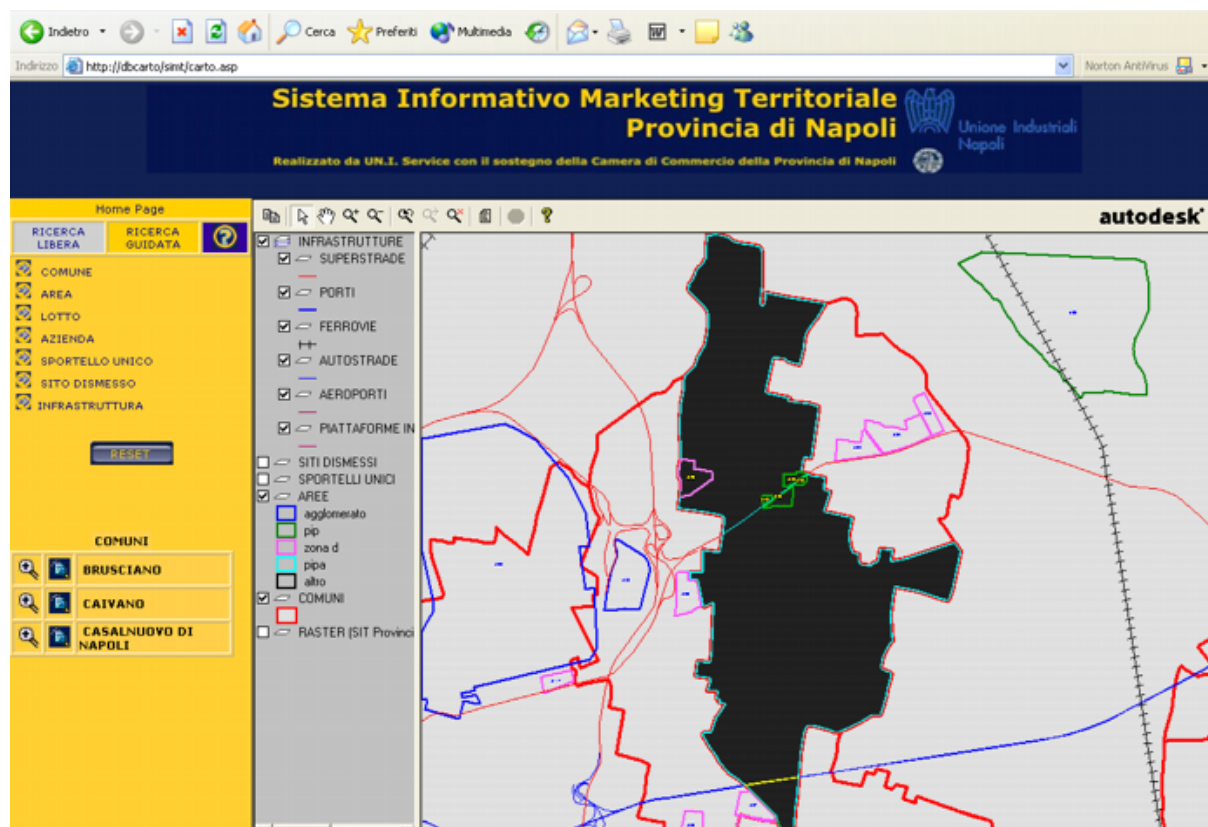 Indietro Cerca Preferiti Multimedia
Indirizzo http://dbcarto/simt/carto.asp Norton AntiVirus
Sistema Informativo Marketing Territoriale
Provincia di Napoli
Unione Industriali
Napoli
Realizzato da UN.I. Service con il sostegno della Camera di Commercio della Provincia di Napoli
Home Page
RICERCA LIBERA
RICERCA GUIDATA
?
autodesk
COMUNE
AREA
LOTTO
AZIENDA
SPORTELLO UNICO
SITO DISMESSO
INFRASTRUTTURA
RESET
COMUNI
BRUSCIANO
CAIVANO
CASALNUOVO DI
NAPOLI
INFRASTRUTTURE
SUPERSTRADE
PORTI
FERROVIE
AUTOSTRADE
AEROPORTI
PIATTAFORME IN
SITI DISMESSI
SPORTELLI UNICI
AREE
agglomerato
pip
zona d
pipa
altro
COMUNI
RASTER (SIT Provinci